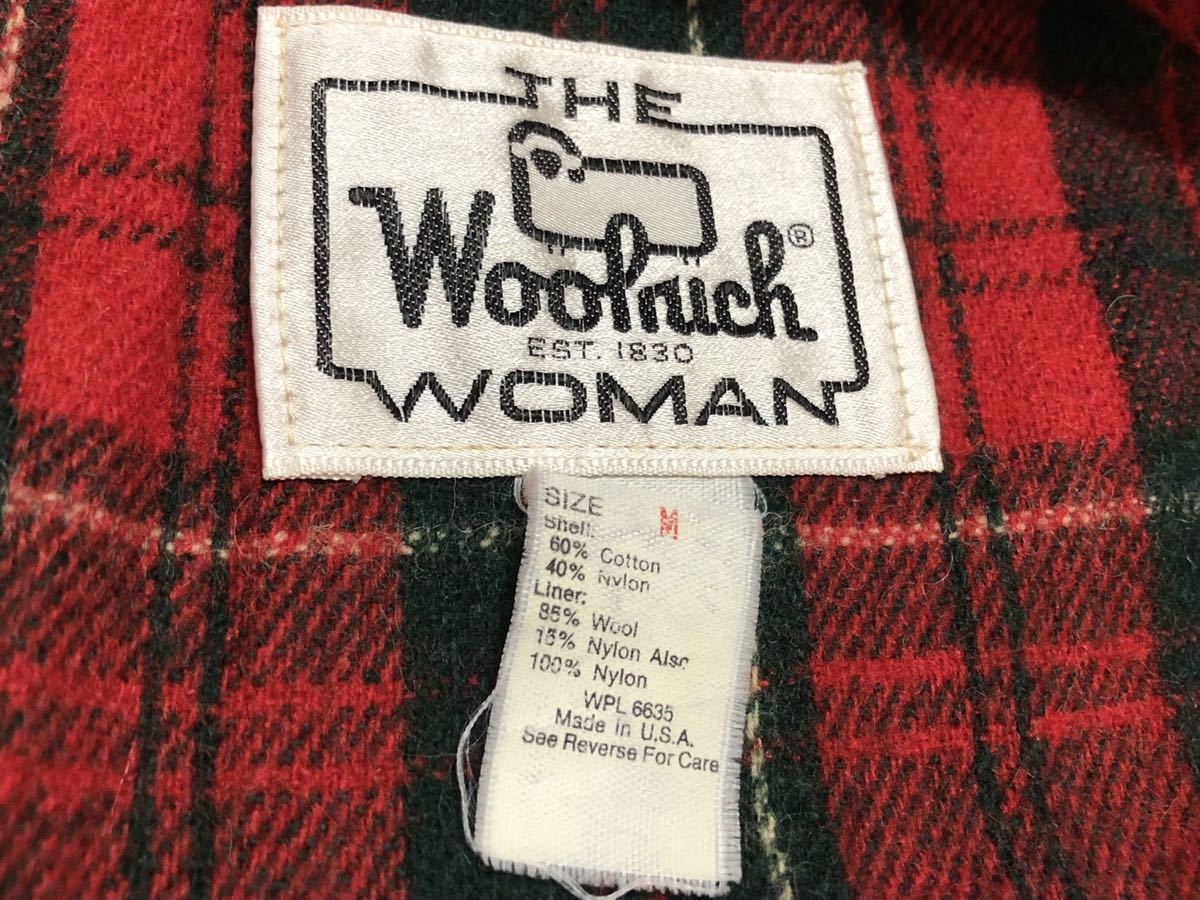 THE
Woolrich®
EST. 1830
WOMAN
SIZE M
Shell:
60% Cotton
40% Nylon
Liner:
85% Wool
15% Nylon Also
100% Nylon
WPL 6635
Made in U.S.A.
See Reverse For Care